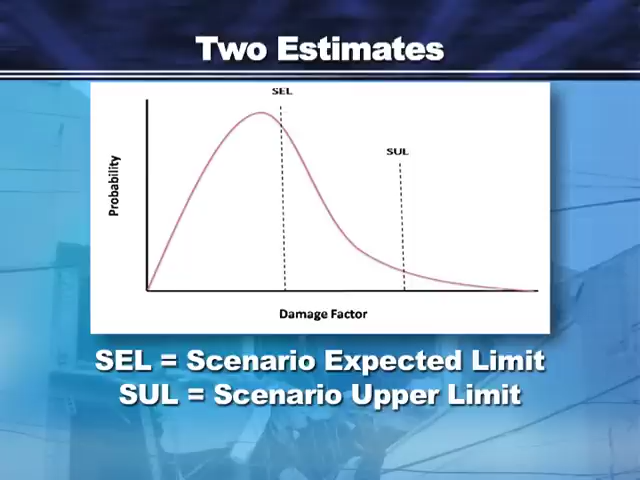 Two Estimates
SEL
SUL
Probability
Damage Factor
SEL = Scenario Expected Limit
SUL = Scenario Upper Limit